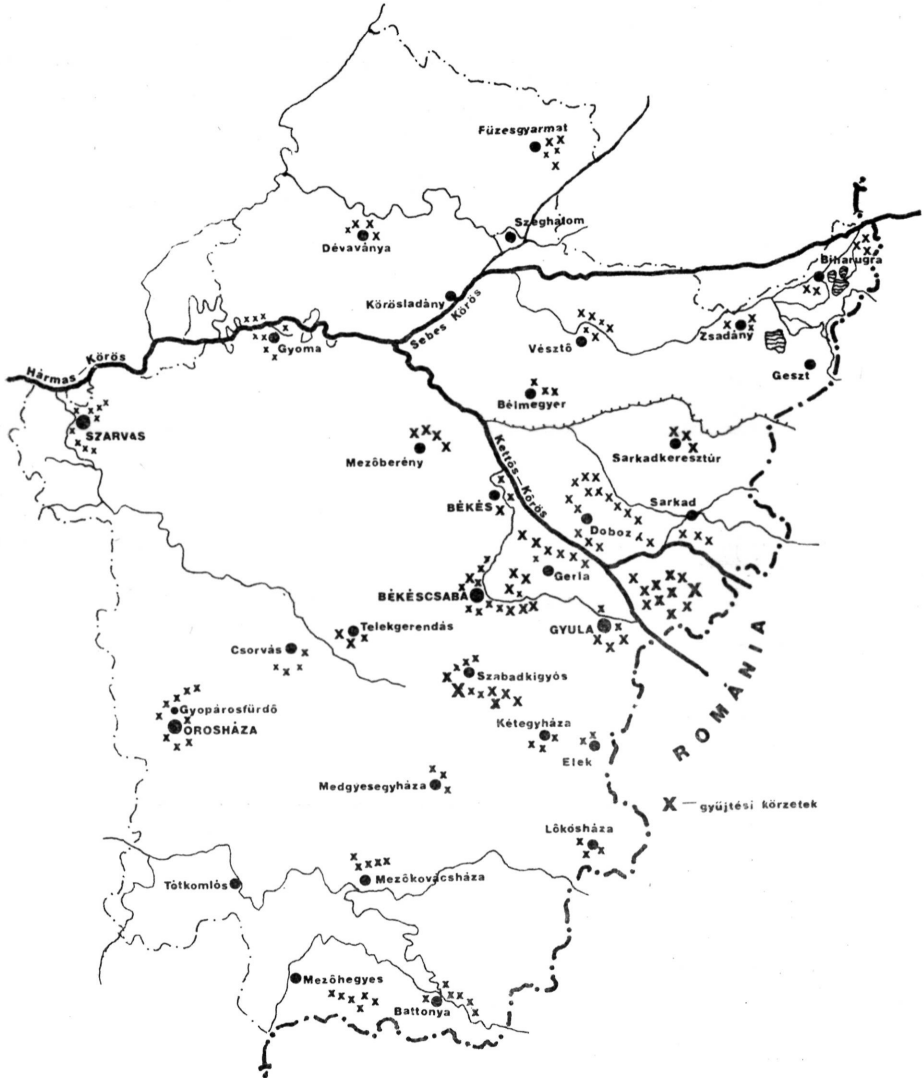 Füzesgyarmat
Szeghalom
Dévaványa
Biharugra
Körösladány
Sebes Körös
Zsadány
Gyoma
Vésztő
Hármas Körös
Geszt
Bélmegyer
SZARVAS
Mezőberény
Kettős–Körös
Sarkadkeresztúr
BÉKÉS
Sarkad
Doboz
Gerla
BÉKÉSCSABA
Telekgerendás
GYULA
Csorvás
Szabadkígyós
ROMÁNIA
Gyopárosfürdő
OROSHÁZA
Kétegyháza
Elek
Medgyesegyháza
X — gyűjtési körzetek
Lőkösháza
Tótkomlós
Mezőkovácsháza
Mezőhegyes
Battonya